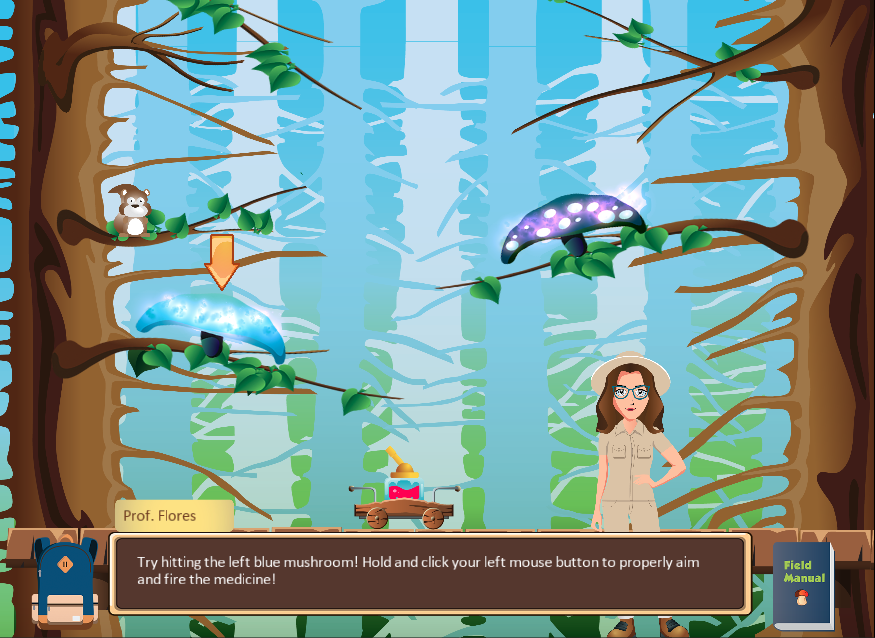 Prof. Flores
Try hitting the left blue mushroom! Hold and click your left mouse button to properly aim
and fire the medicine!
Field
Manual